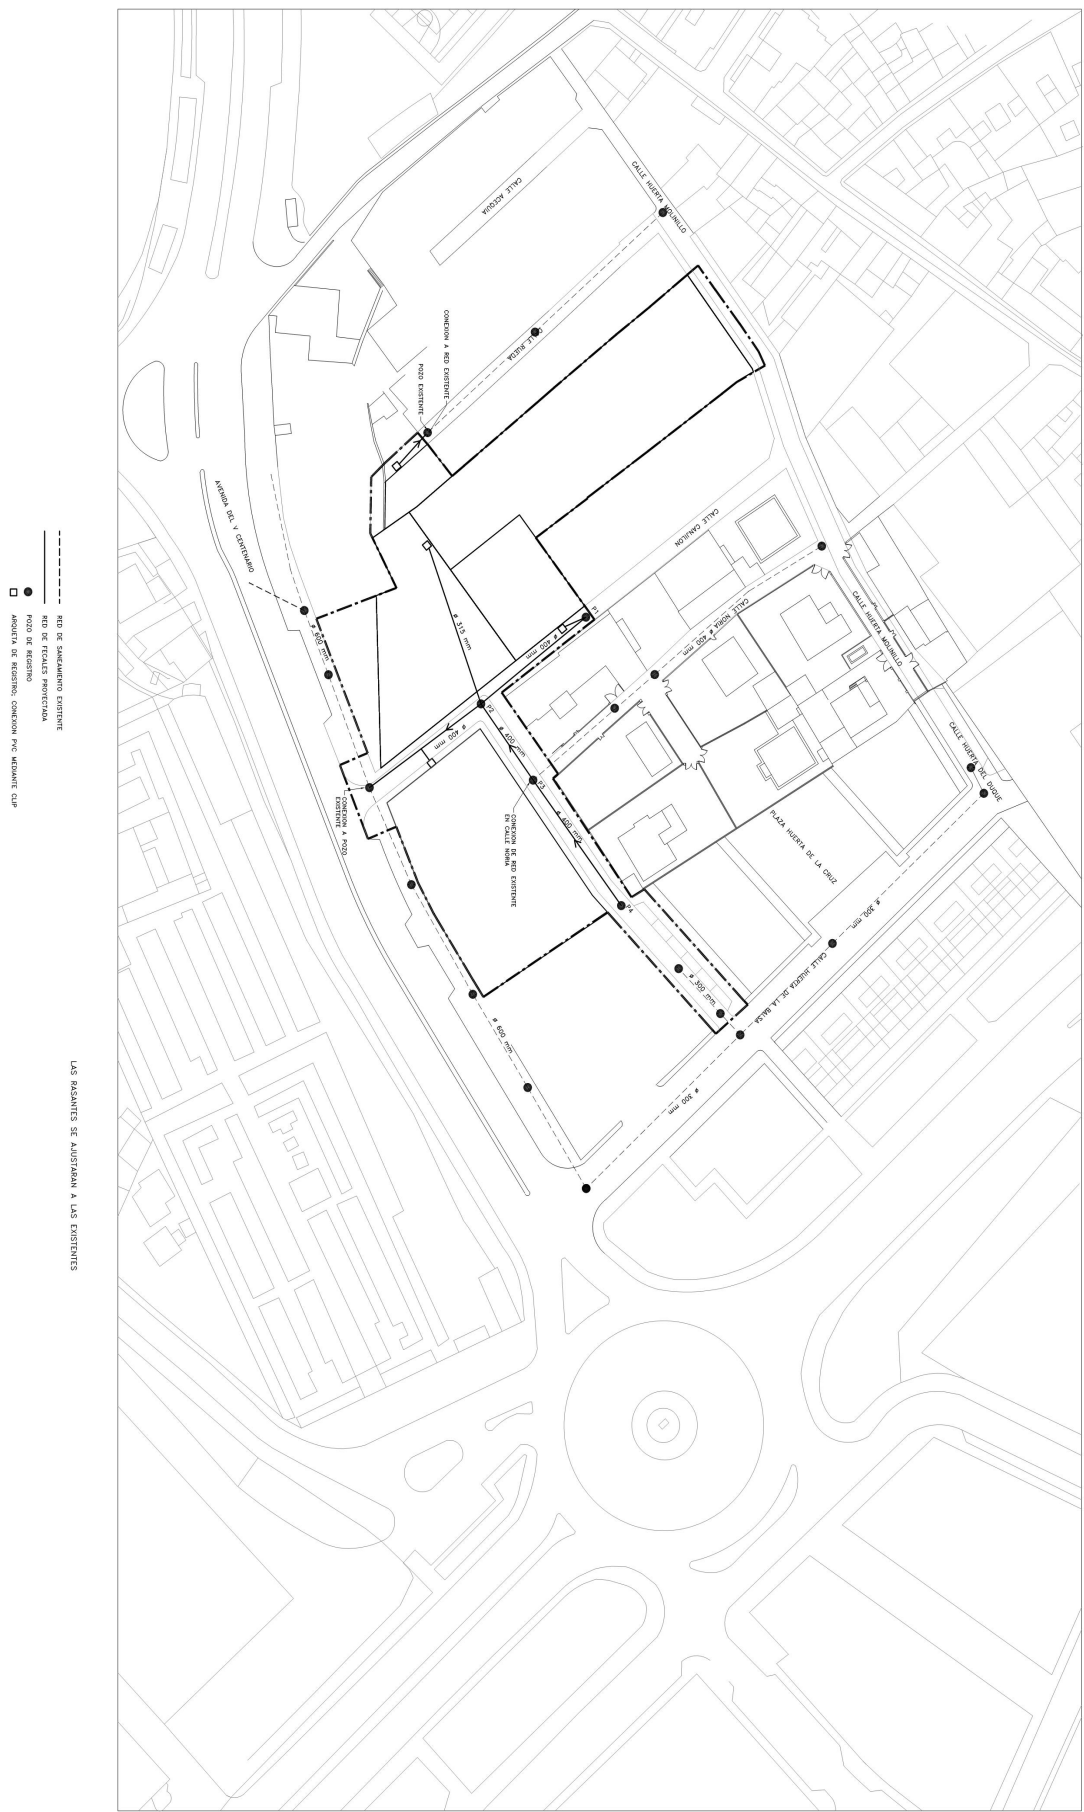 CALLE HUERTA MOLINILLO
CALLE ACEQUIA
CALLE RUEDA
CONEXION A RED EXISTENTE
POZO EXISTENTE
CALLE CANJILON
AVENIDA DEL V CENTENARIO
ø 600 mm
ø 315 mm
P1
ø 400 mm
CALLE NORIA ø 400 mm
CALLE HUERTA MOLINILLO
P2
ø 400 mm
ø 400 mm
P3
CALLE HUERTA DEL DUQUE
CONEXION A POZO
EXISTENTE
CONEXION DE RED EXISTENTE
EN CALLE NORIA
ø 400 mm
PLAZA HUERTA DE LA CRUZ
P4
ø 300 mm
CALLE HUERTA DE LA BALSA
ø 300 mm
ø 600 mm
ø 300 mm
RED DE SANEAMIENTO EXISTENTE
RED DE FECALES PROYECTADA
POZO DE REGISTRO
ARQUETA DE REGISTRO; CONEXION PVC MEDIANTE CLIP
LAS RASANTES SE AJUSTARAN A LAS EXISTENTES